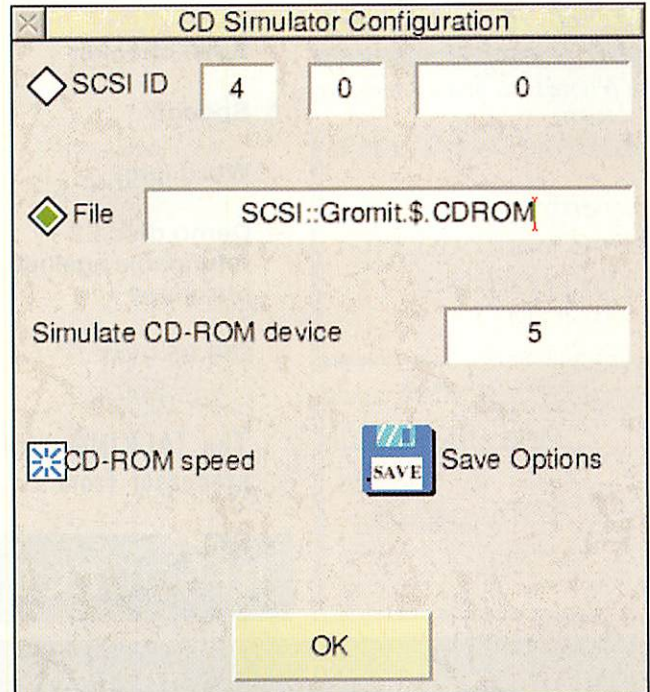 CD Simulator Configuration
SCSI ID 4 0 0
File SCSI::Gromit.$.CDROM
Simulate CD-ROM device 5
CD-ROM speed SAVE Save Options
OK